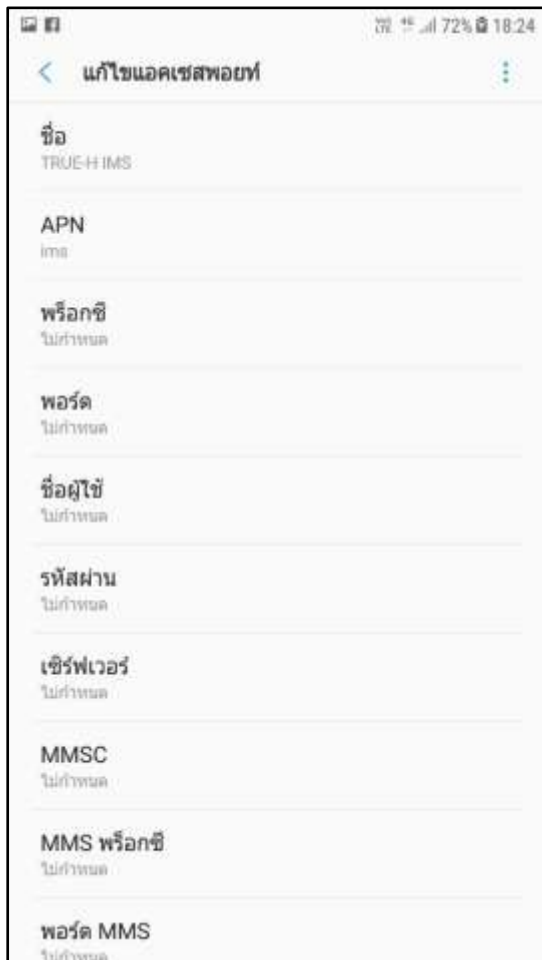 72% 18:24
แก้ไขแอคเซสพอยท์
ชื่อ
TRUE-H IMS
APN
ims
พร็อกซี
ไม่กำหนด
พอร์ต
ไม่กำหนด
ชื่อผู้ใช้
ไม่กำหนด
รหัสผ่าน
ไม่กำหนด
เซิร์ฟเวอร์
ไม่กำหนด
MMSC
ไม่กำหนด
MMS พร็อกซี
ไม่กำหนด
พอร์ต MMS
ไม่กำหนด